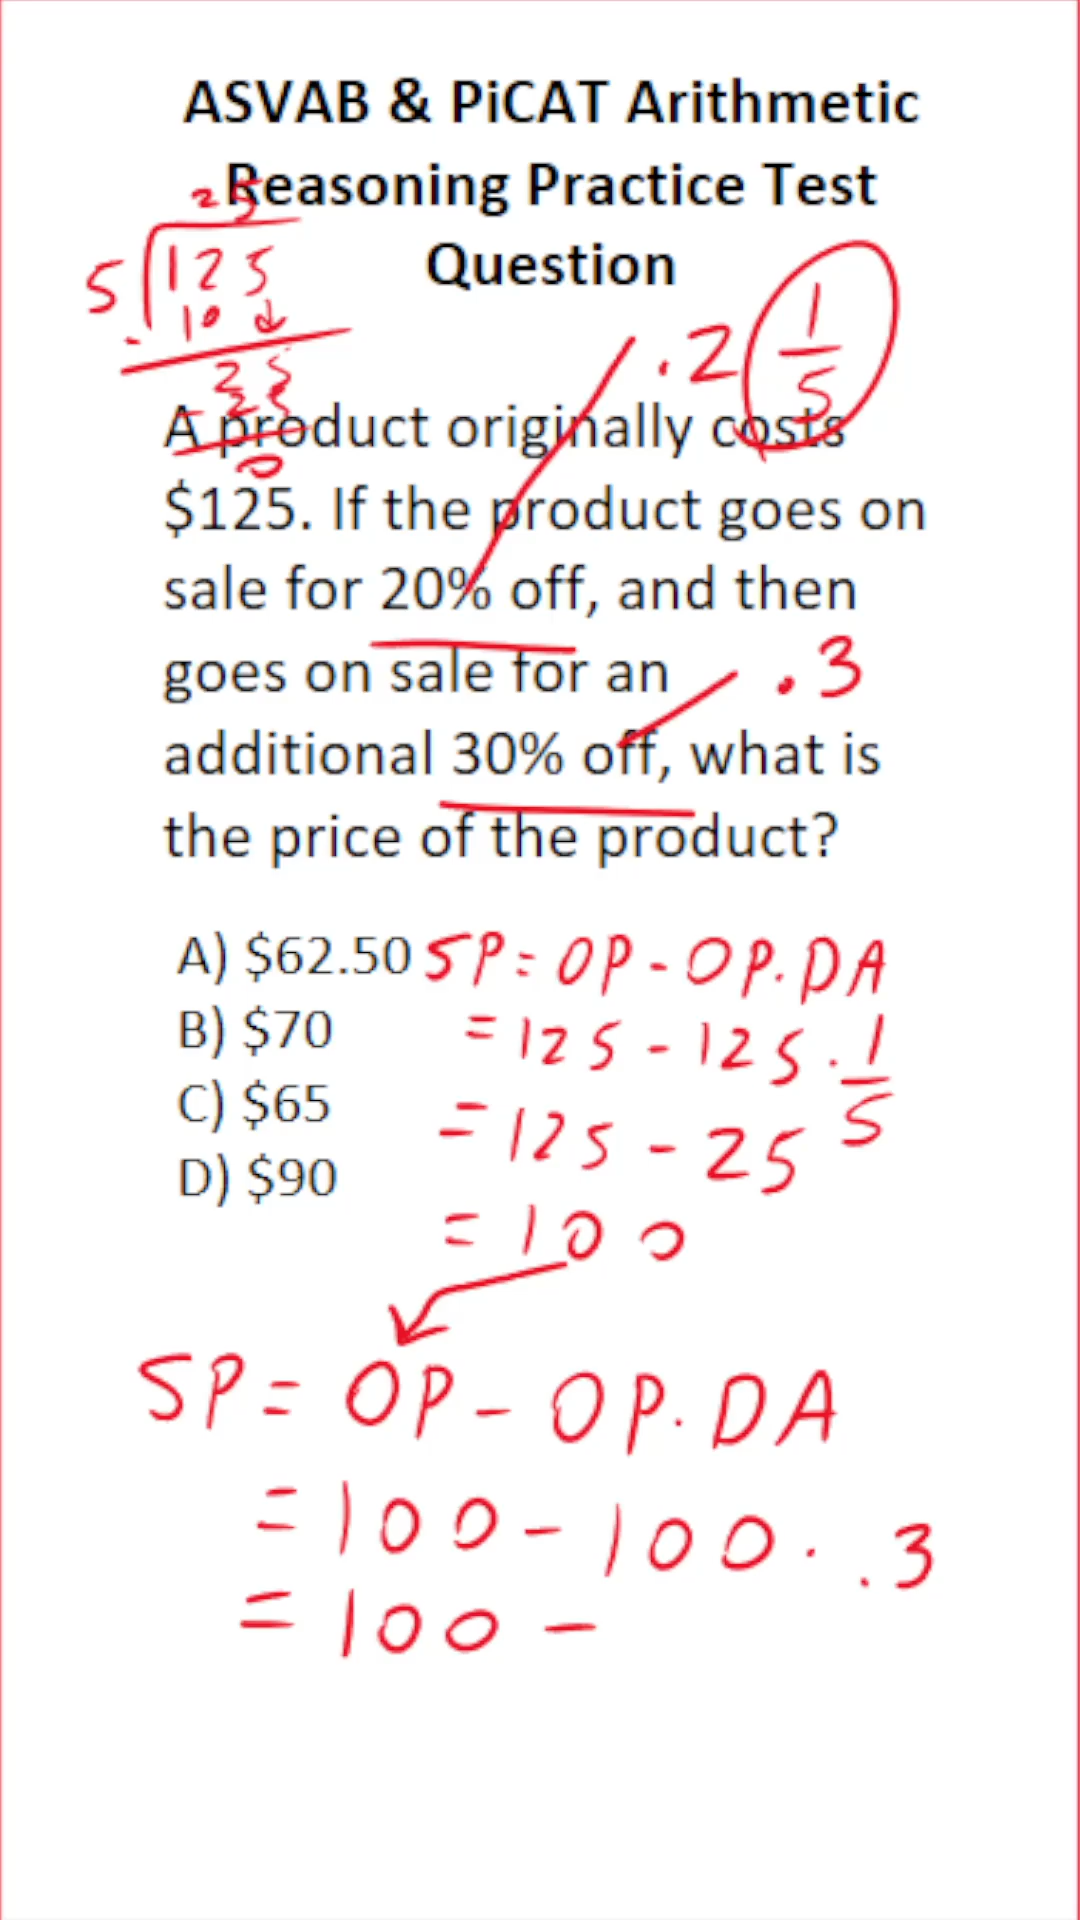 ASVAB & PiCAT Arithmetic
Reasoning Practice Test
Question
25
5 125
10
25
- 25
0
.2 1/5
A product originally costs
$125. If the product goes on
sale for 20% off, and then
goes on sale for an
.3
additional 30% off, what is
the price of the product?
A) $62.50
B) $70
C) $65
D) $90
SP = OP - OP . DA
= 125 - 125 . 1/5
= 125 - 25
= 100
SP = OP - OP . DA
= 100 - 100 . .3
= 100 -